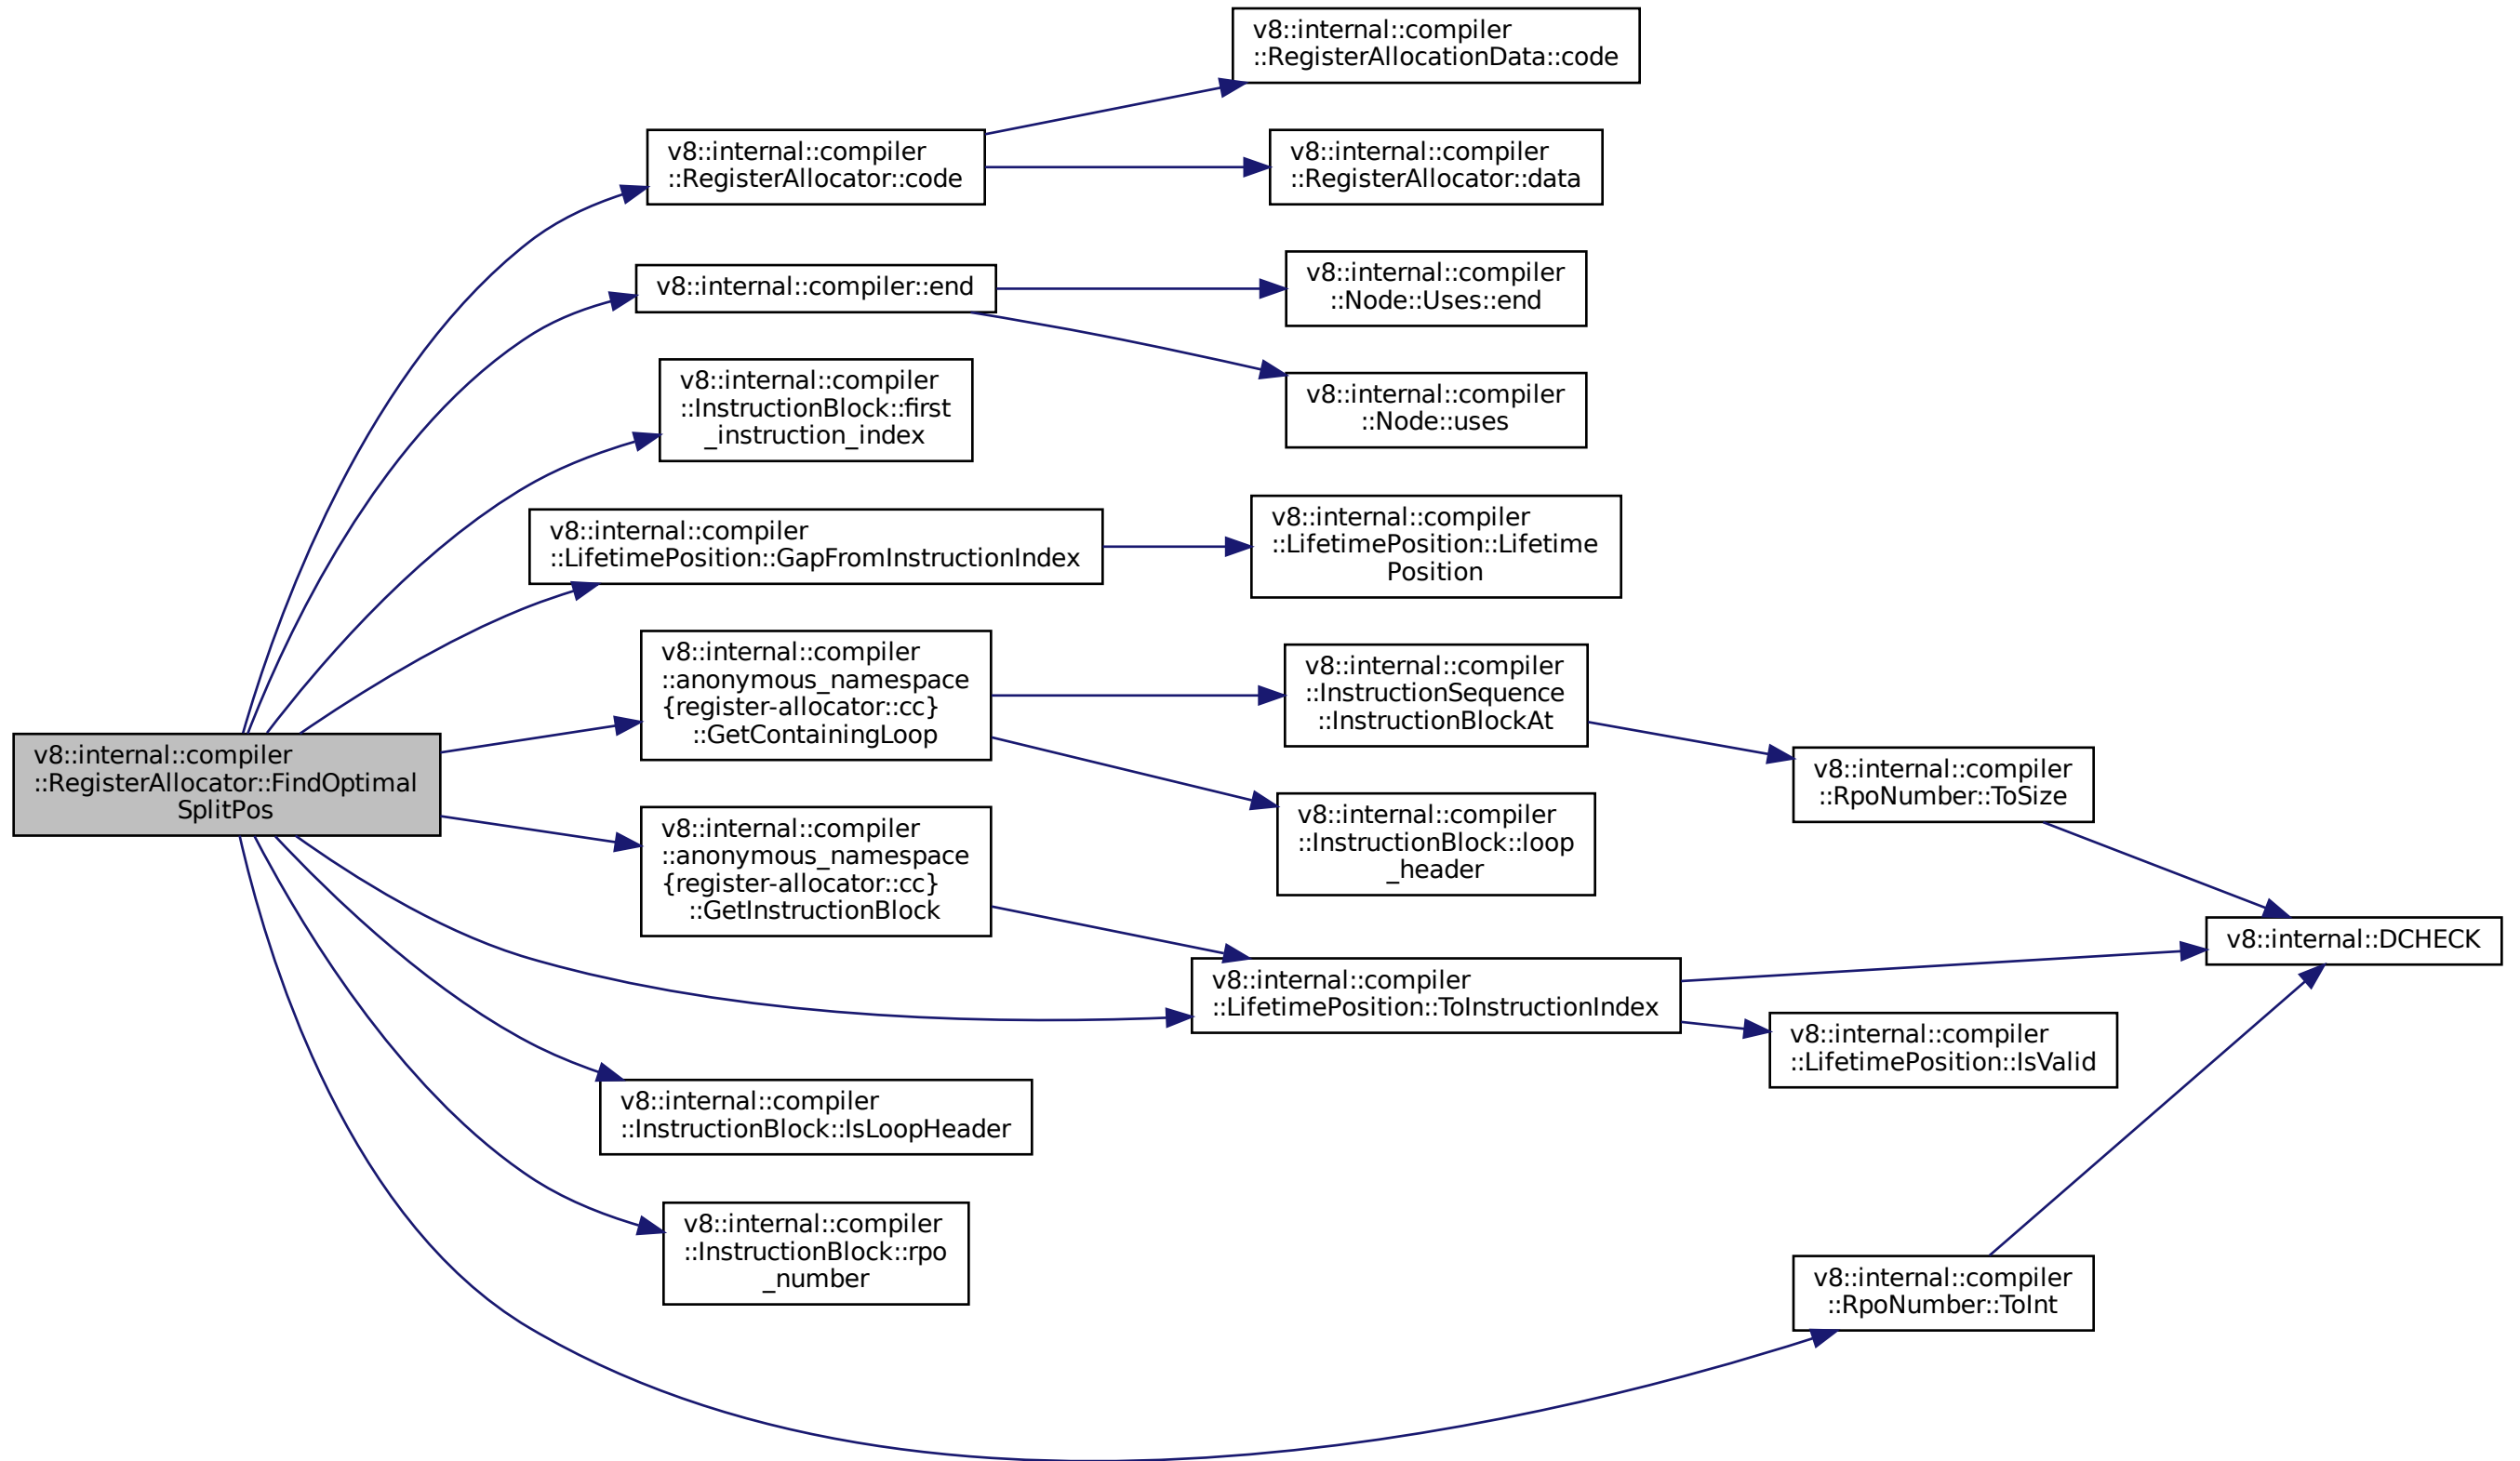 v8::internal::compiler
::RegisterAllocationData::code
v8::internal::compiler
::RegisterAllocator::code
v8::internal::compiler
::RegisterAllocator::data
v8::internal::compiler::end
v8::internal::compiler
::Node::Uses::end
v8::internal::compiler
::Node::uses
v8::internal::compiler
::InstructionBlock::first
_instruction_index
v8::internal::compiler
::LifetimePosition::GapFromInstructionIndex
v8::internal::compiler
::LifetimePosition::Lifetime
Position
v8::internal::compiler
::anonymous_namespace
{register-allocator::cc}
::GetContainingLoop
v8::internal::compiler
::InstructionSequence
::InstructionBlockAt
v8::internal::compiler
::RegisterAllocator::FindOptimal
SplitPos
v8::internal::compiler
::RpoNumber::ToSize
v8::internal::compiler
::InstructionBlock::loop
_header
v8::internal::compiler
::anonymous_namespace
{register-allocator::cc}
::GetInstructionBlock
v8::internal::DCHECK
v8::internal::compiler
::LifetimePosition::ToInstructionIndex
v8::internal::compiler
::LifetimePosition::IsValid
v8::internal::compiler
::InstructionBlock::IsLoopHeader
v8::internal::compiler
::InstructionBlock::rpo
_number
v8::internal::compiler
::RpoNumber::ToInt